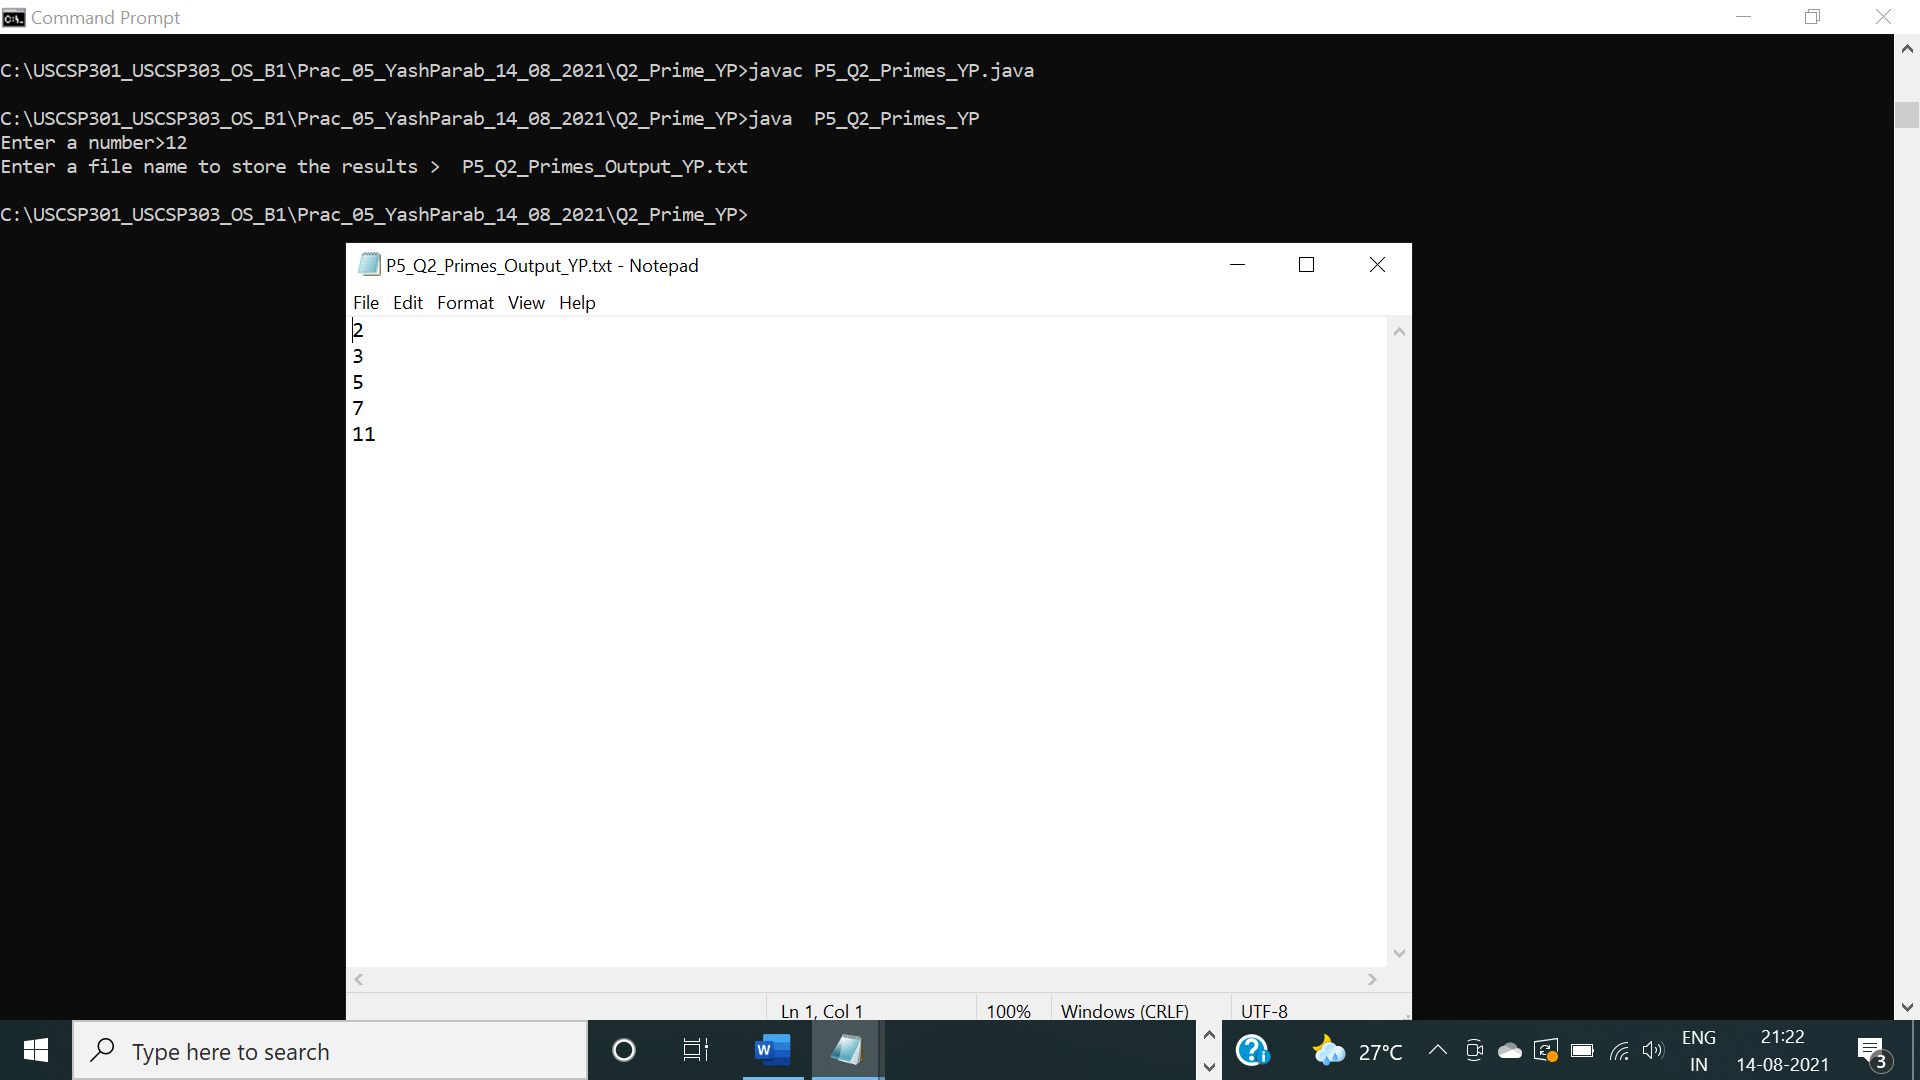 Command Prompt
C:\USCSP301_USCSP303_OS_B1\Prac_05_YashParab_14_08_2021\Q2_Prime_YP>javac P5_Q2_Primes_YP.java
C:\USCSP301_USCSP303_OS_B1\Prac_05_YashParab_14_08_2021\Q2_Prime_YP>java  P5_Q2_Primes_YP
Enter a number>12
Enter a file name to store the results >  P5_Q2_Primes_Output_YP.txt
C:\USCSP301_USCSP303_OS_B1\Prac_05_YashParab_14_08_2021\Q2_Prime_YP>
P5_Q2_Primes_Output_YP.txt - Notepad
File Edit Format View Help
2
3
5
7
11
Ln 1, Col 1 100% Windows (CRLF) UTF-8
Type here to search
W
27°C
ENG
IN
21:22
14-08-2021
3